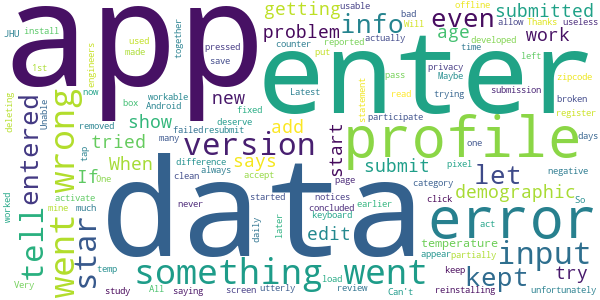 app
enter
data
profile
error
something
went
version
input
wrong
entered
tell
star
kept
let
info
even
submitted
getting
problem
age
work
show
new
add
tried
When
says
If
start
submit
edit
demographic
temperature
try
JHU
install
1st
deleting
engineers
used
made
pressed
save
together
usable
counter
reported
actually
put
bad
Will
offline
allow
Thanks
useless
time
developed
left
pass
privacy
Latest
Maybe
trying
submission
zipcode
broken
register
read
statement
participate
one
days
pixel
category
click
negative
So
act
appear
partially
keep
reinstalling
unfortunately
box
workable
Android
now
Unable
removed
failedresubmit
fixed
deserve
many
difference
always
accept
page
tap
One
clean
activate
mine
much
never
started
notices
concluded
keyboard
earlier
later
daily
worked
Very
temp
study
All
saying
screen
utterly
load
review
Can't